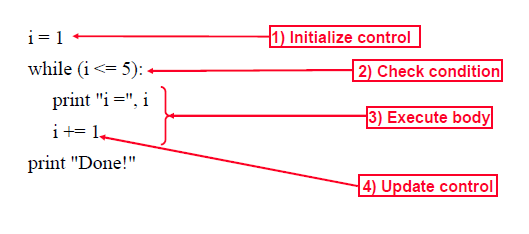 i = 1
1) Initialize control
while (i <= 5):
2) Check condition
print "i =", i
3) Execute body
i += 1
print "Done!"
4) Update control